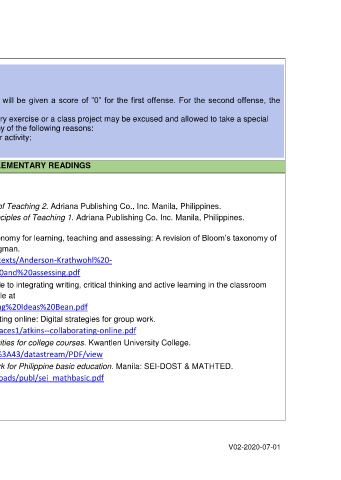 will be given a score of "0" for the first offense. For the second offense, the
ry exercise or a class project may be excused and allowed to take a special
y of the following reasons:
r activity;
EMENTARY READINGS
of Teaching 2. Adriana Publishing Co., Inc. Manila, Philippines.
ciples of Teaching 1. Adriana Publishing Co. Inc. Manila, Philippines.
onomy for learning, teaching and assessing: A revision of Bloom's taxonomy of
gman.
texts/Anderson-Krathwohl%20-
0and%20assessing.pdf
de to integrating writing, critical thinking and active learning in the classroom
le at
ng%20Ideas%20Bean.pdf
ting online: Digital strategies for group work.
aces1/atkins--collaborating-online.pdf
ities for college courses. Kwantlen University College.
%3A43/datastream/PDF/view
rk for Philippine basic education. Manila: SEI-DOST & MATHTED.
oads/publ/sei_mathbasic.pdf
V02-2020-07-01